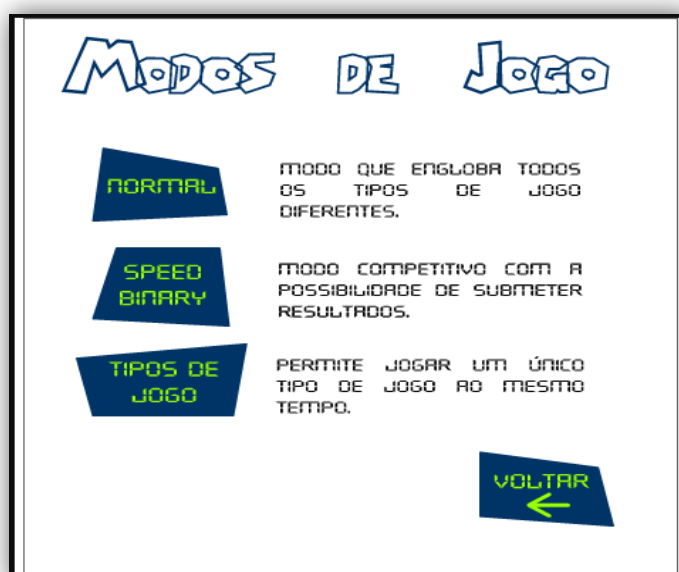 MODOS DE JOGO
NORMAL
MODO QUE ENGLOBA TODOS
OS TIPOS DE JOGO
DIFERENTES.
SPEED
BINARY
MODO COMPETITIVO COM A
POSSIBILIDADE DE SUBMETER
RESULTADOS.
TIPOS DE
JOGO
PERMITE JOGAR UM ÚNICO
TIPO DE JOGO AO MESMO
TEMPO.
VOLTAR